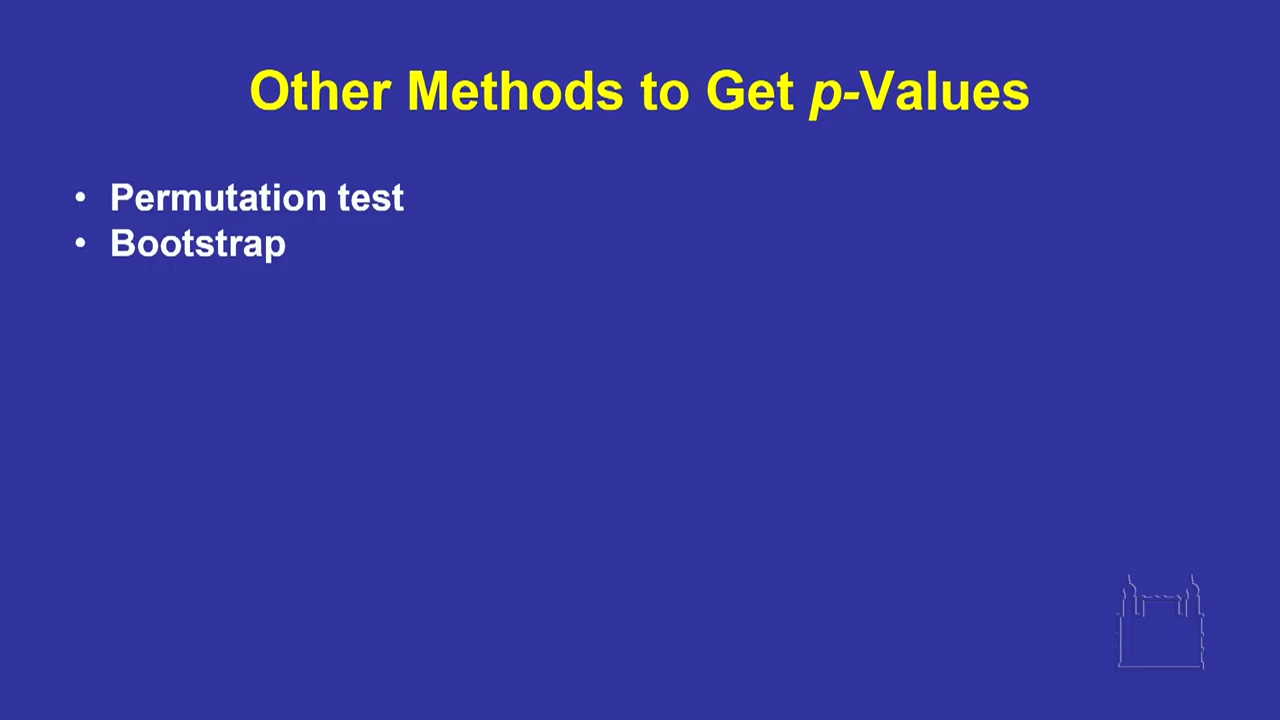 Other Methods to Get p-Values
• Permutation test
• Bootstrap